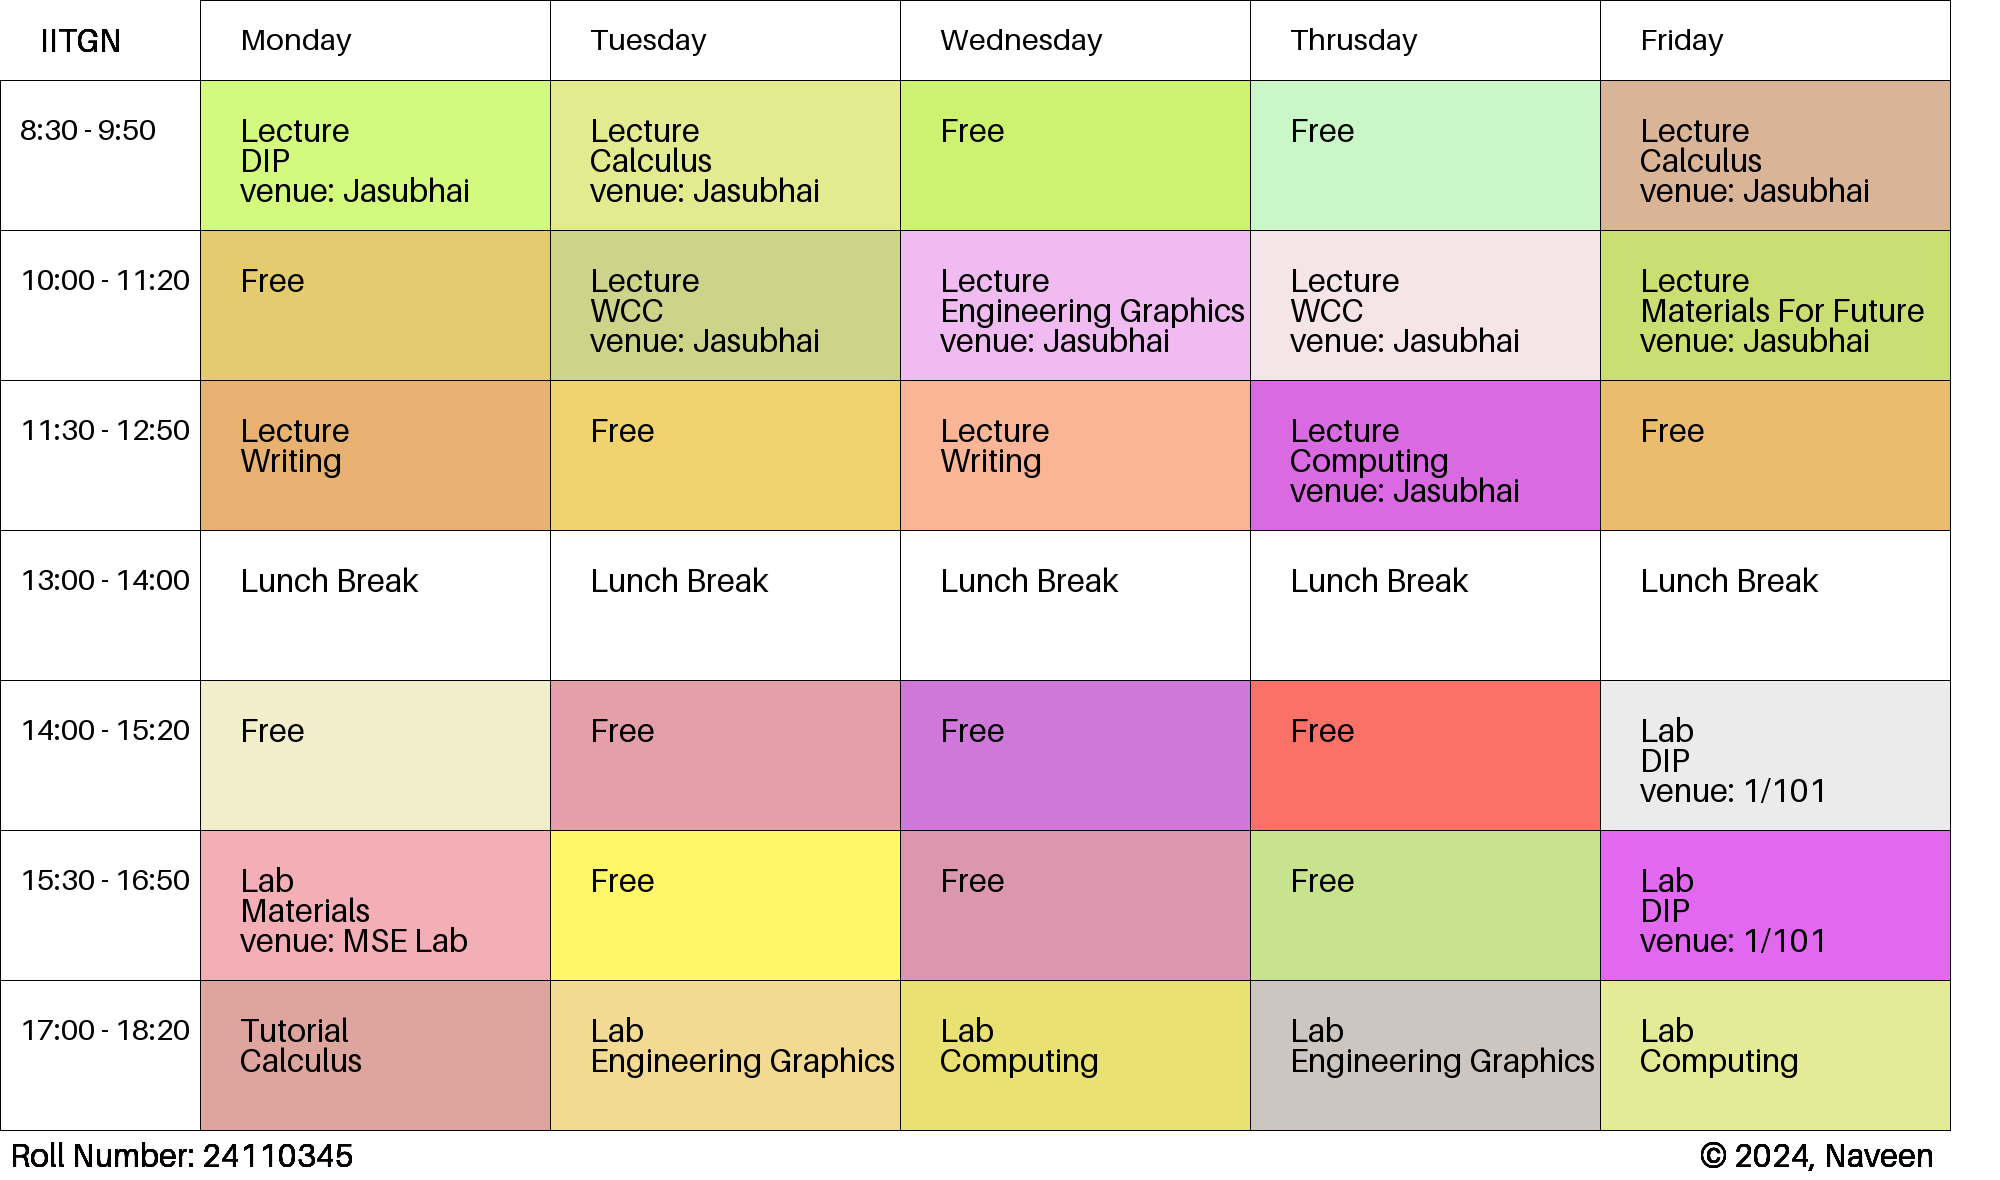 IITGN Monday Tuesday Wednesday Thrusday Friday
8:30 - 9:50
Lecture
DIP
venue: Jasubhai
Lecture
Calculus
venue: Jasubhai
Free
Free
Lecture
Calculus
venue: Jasubhai
10:00 - 11:20
Free
Lecture
WCC
venue: Jasubhai
Lecture
Engineering Graphics
venue: Jasubhai
Lecture
WCC
venue: Jasubhai
Lecture
Materials For Future
venue: Jasubhai
11:30 - 12:50
Lecture
Writing
Free
Lecture
Writing
Lecture
Computing
venue: Jasubhai
Free
13:00 - 14:00
Lunch Break
Lunch Break
Lunch Break
Lunch Break
Lunch Break
14:00 - 15:20
Free
Free
Free
Free
Lab
DIP
venue: 1/101
15:30 - 16:50
Lab
Materials
venue: MSE Lab
Free
Free
Free
Lab
DIP
venue: 1/101
17:00 - 18:20
Tutorial
Calculus
Lab
Engineering Graphics
Lab
Computing
Lab
Engineering Graphics
Lab
Computing
Roll Number: 24110345
© 2024, Naveen